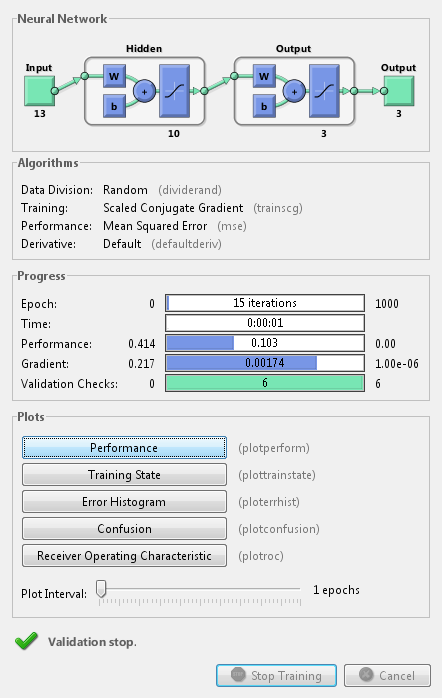 Neural Network
Hidden
Output
Input
Output
W
b
+
W
b
+
13
10
3
3
Algorithms
Data Division: Random (dividerand)
Training: Scaled Conjugate Gradient (trainscg)
Performance: Mean Squared Error (mse)
Derivative: Default (defaultderiv)
Progress
Epoch: 0 15 iterations 1000
Time: 0:00:01
Performance: 0.414 0.103 0.00
Gradient: 0.217 0.00174 1.00e-06
Validation Checks: 0 6 6
Plots
Performance (plotperform)
Training State (plottrainstate)
Error Histogram (ploterrhist)
Confusion (plotconfusion)
Receiver Operating Characteristic (plotroc)
Plot Interval: 1 epochs
Validation stop.
Stop Training Cancel